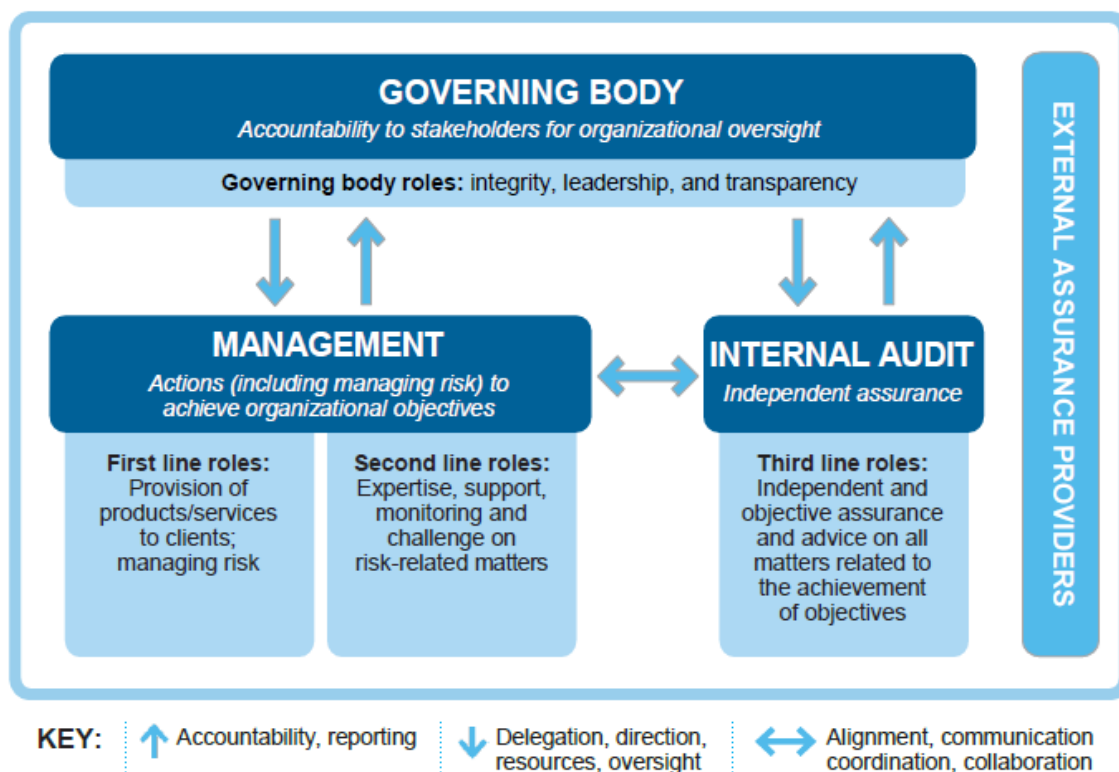 GOVERNING BODY
Accountability to stakeholders for organizational oversight
Governing body roles: integrity, leadership, and transparency
MANAGEMENT
Actions (including managing risk) to
achieve organizational objectives
First line roles:
Provision of
products/services
to clients;
managing risk
Second line roles:
Expertise, support,
monitoring and
challenge on
risk-related matters
INTERNAL AUDIT
Independent assurance
Third line roles:
Independent and
objective assurance
and advice on all
matters related to
the achievement
of objectives
EXTERNAL ASSURANCE PROVIDERS
KEY:
Accountability, reporting
Delegation, direction,
resources, oversight
Alignment, communication
coordination, collaboration